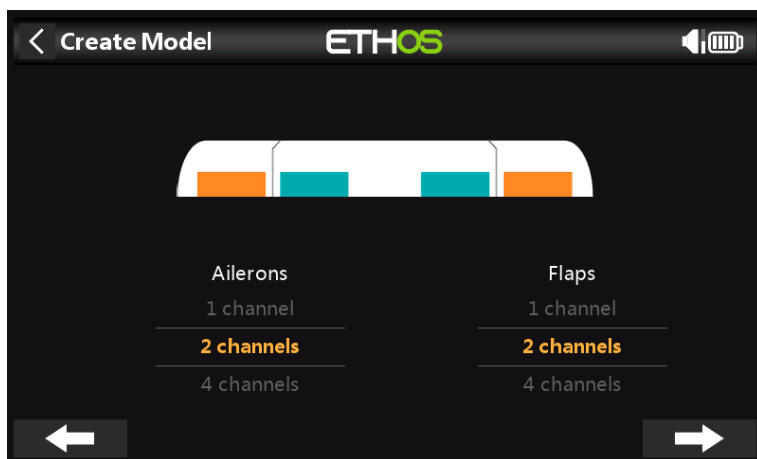 Create Model
ETHOS
Ailerons
Flaps
1 channel
1 channel
2 channels
2 channels
4 channels
4 channels